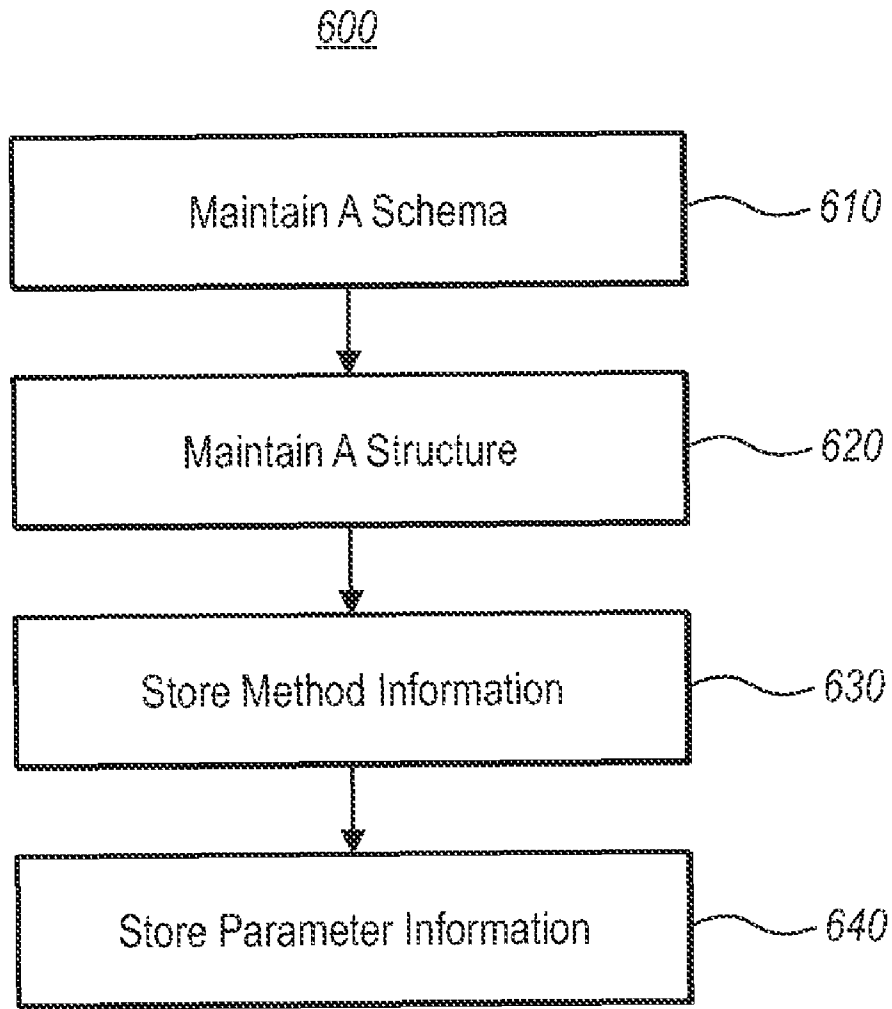 600
Maintain A Schema
610
Maintain A Structure
620
Store Method Information
630
Store Parameter Information
640